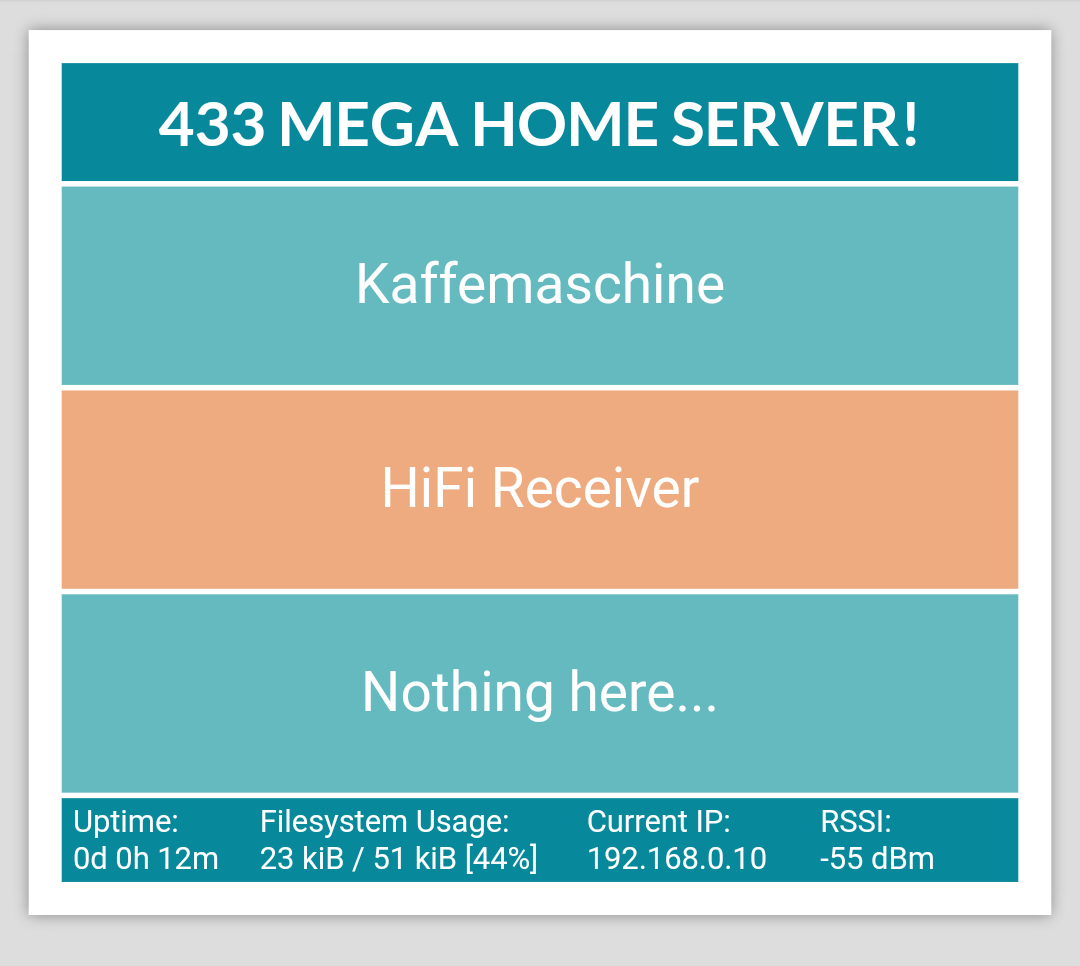 433 MEGA HOME SERVER!
Kaffemaschine
HiFi Receiver
Nothing here...
Uptime: Filesystem Usage: Current IP: RSSI:
0d 0h 12m 23 kiB / 51 kiB [44%] 192.168.0.10 -55 dBm